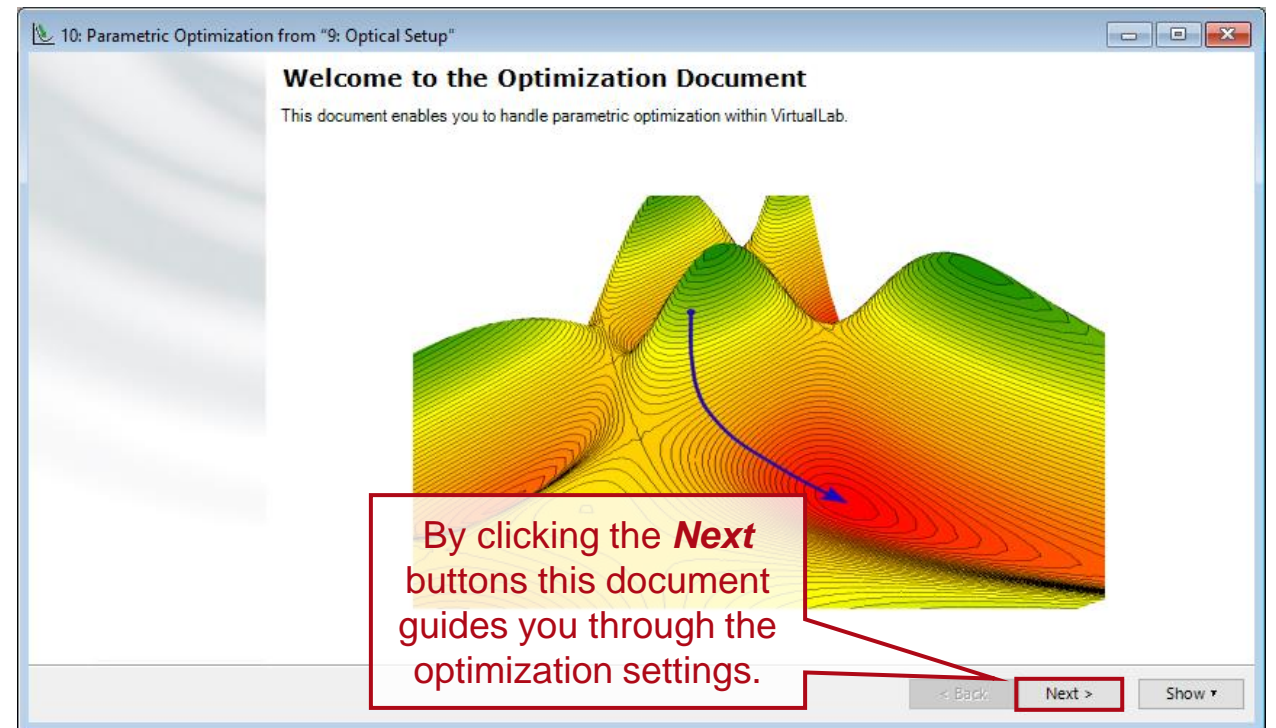 10: Parametric Optimization from "9: Optical Setup"
Welcome to the Optimization Document
This document enables you to handle parametric optimization within VirtualLab.
By clicking the Next
buttons this document
guides you through the
optimization settings.
< Back
Next >
Show